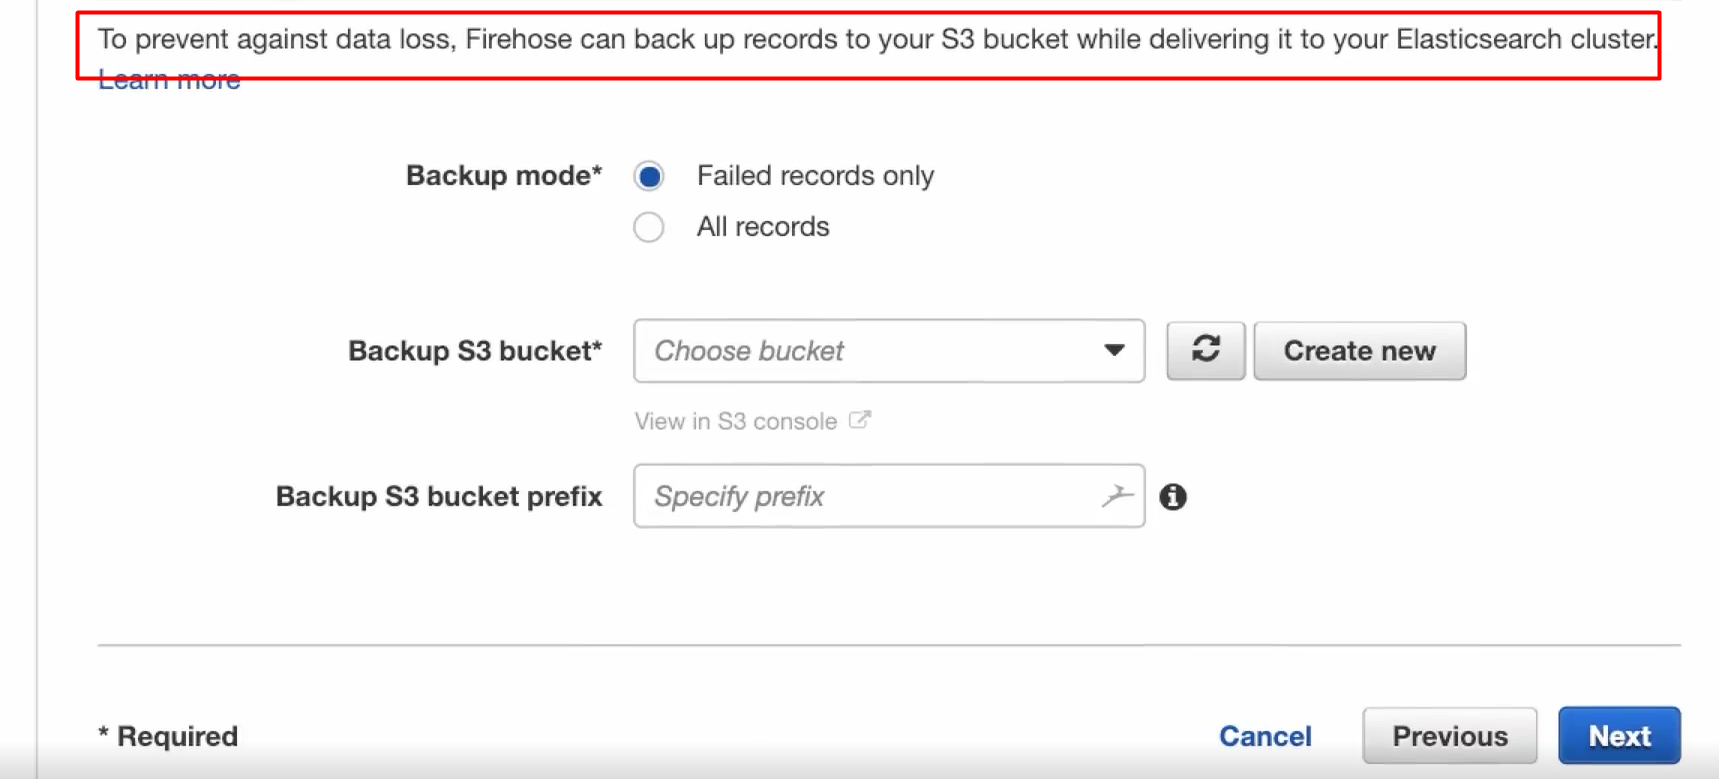 To prevent against data loss, Firehose can back up records to your S3 bucket while delivering it to your Elasticsearch cluster.
Learn more
Backup mode* Failed records only
All records
Backup S3 bucket* Choose bucket Create new
View in S3 console
Backup S3 bucket prefix Specify prefix
* Required Cancel Previous Next